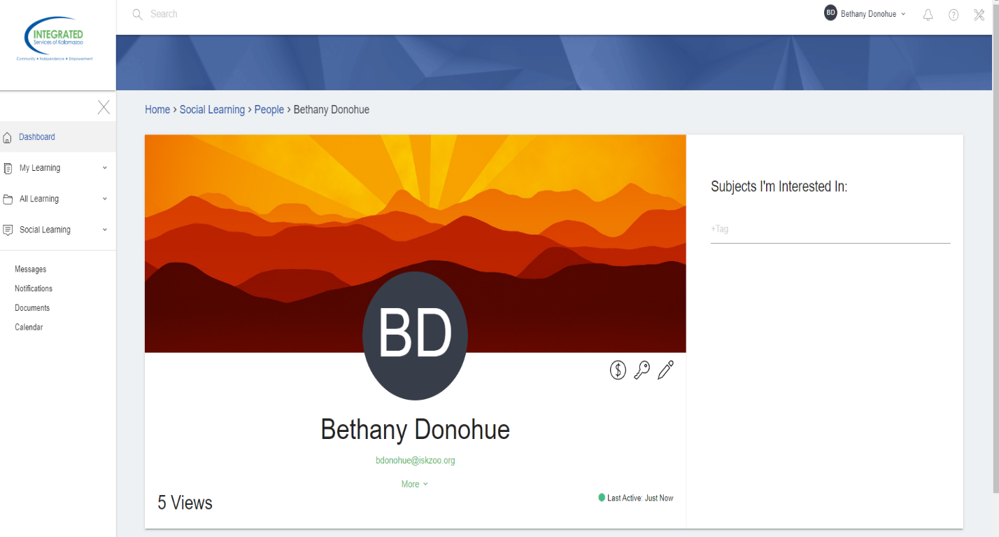 INTEGRATED
Services of Kalamazoo
Community • Independence • Empowerment
Search
BD Bethany Donohue
Dashboard
My Learning
All Learning
Social Learning
Messages
Notifications
Documents
Calendar
Home › Social Learning › People › Bethany Donohue
BD
Bethany Donohue
bdonohue@iskzoo.org
More
5 Views
Last Active: Just Now
Subjects I'm Interested In:
+Tag